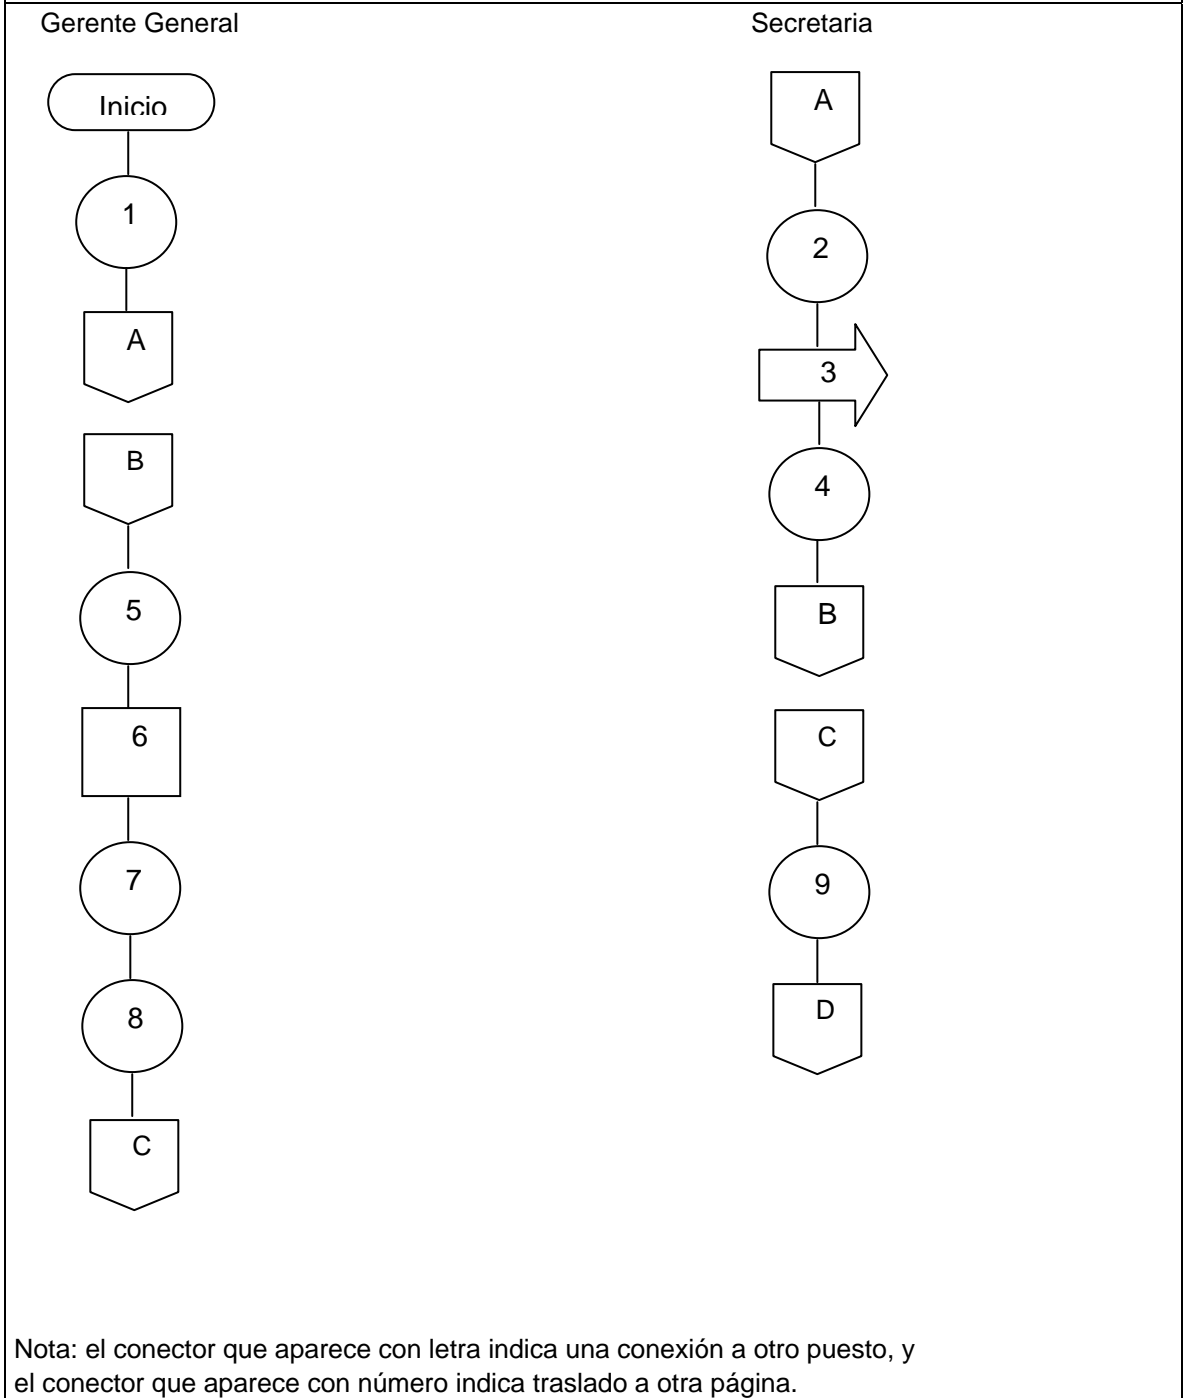 Gerente General
Secretaria
Inicio
1
A
B
5
6
7
8
C
A
2
3
4
B
C
9
D
Nota: el conector que aparece con letra indica una conexión a otro puesto, y
el conector que aparece con número indica traslado a otra página.